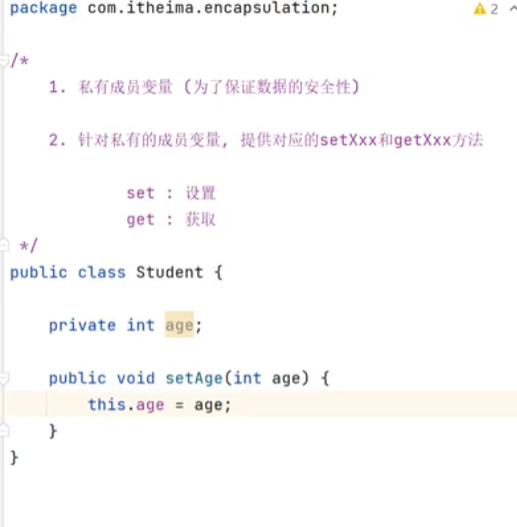 package com.itheima.encapsulation;
2
/*
1. 私有成员变量 (为了保证数据的安全性)
2. 针对私有的成员变量, 提供对应的setXxx和getXxx方法
set : 设置
get : 获取
*/
public class Student {
private int age;
public void setAge(int age) {
this.age = age;
}
}